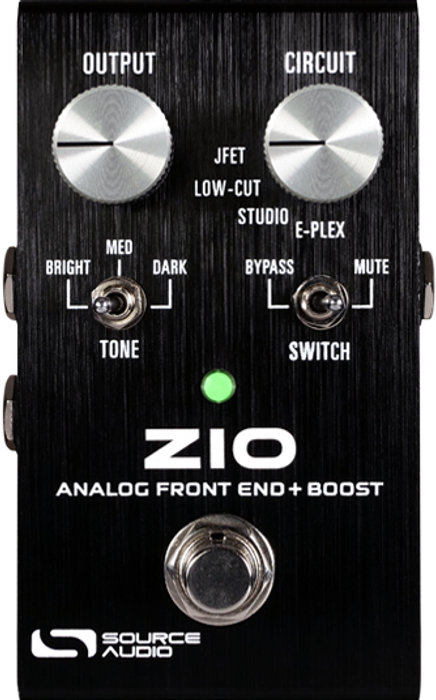 OUTPUT
CIRCUIT
JFET
LOW-CUT
STUDIO
E-PLEX
BRIGHT
MED
DARK
TONE
BYPASS
MUTE
SWITCH
ZIO
ANALOG FRONT END + BOOST
SOURCE
AUDIO